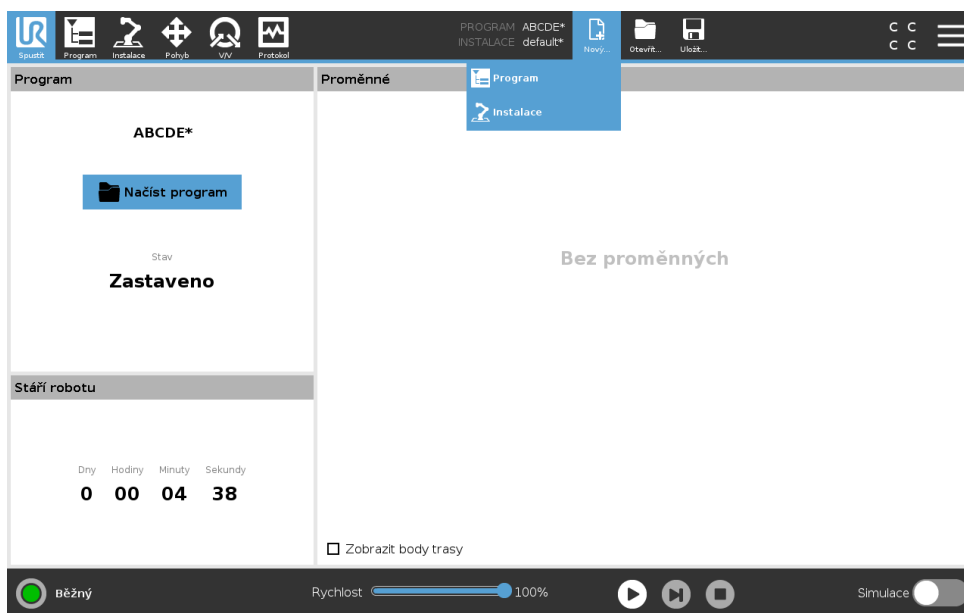 UR
PROGRAM ABCDE*
INSTALACE default*
C C
C C
Spustit Program Instalace Pohyb V/V Protokol Nový... Otevřít... Uložit...
Program
Instalace
Program
ABCDE*
Načíst program
Stav
Zastaveno
Proměnné
Bez proměnných
Stáří robotu
Dny Hodiny Minuty Sekundy
0 00 04 38
Zobrazit body trasy
Běžný Rychlost 100% Simulace